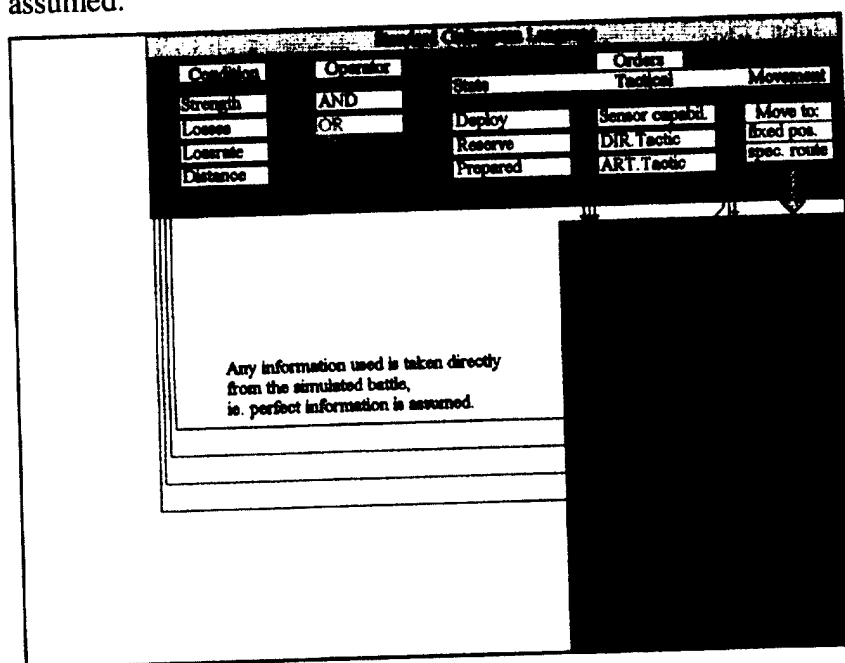 assumed.
Condition
Operator
Orders
State Tactical Movement
Strength
Losses
Lossrate
Distance
AND
OR
Deploy
Reserve
Prepared
Sensor capabil.
DIR.Tactic
ART.Tactic
Move to:
fixed pos.
spec. route
Any information used is taken directly
from the simulated battle,
ie. perfect information is assumed.